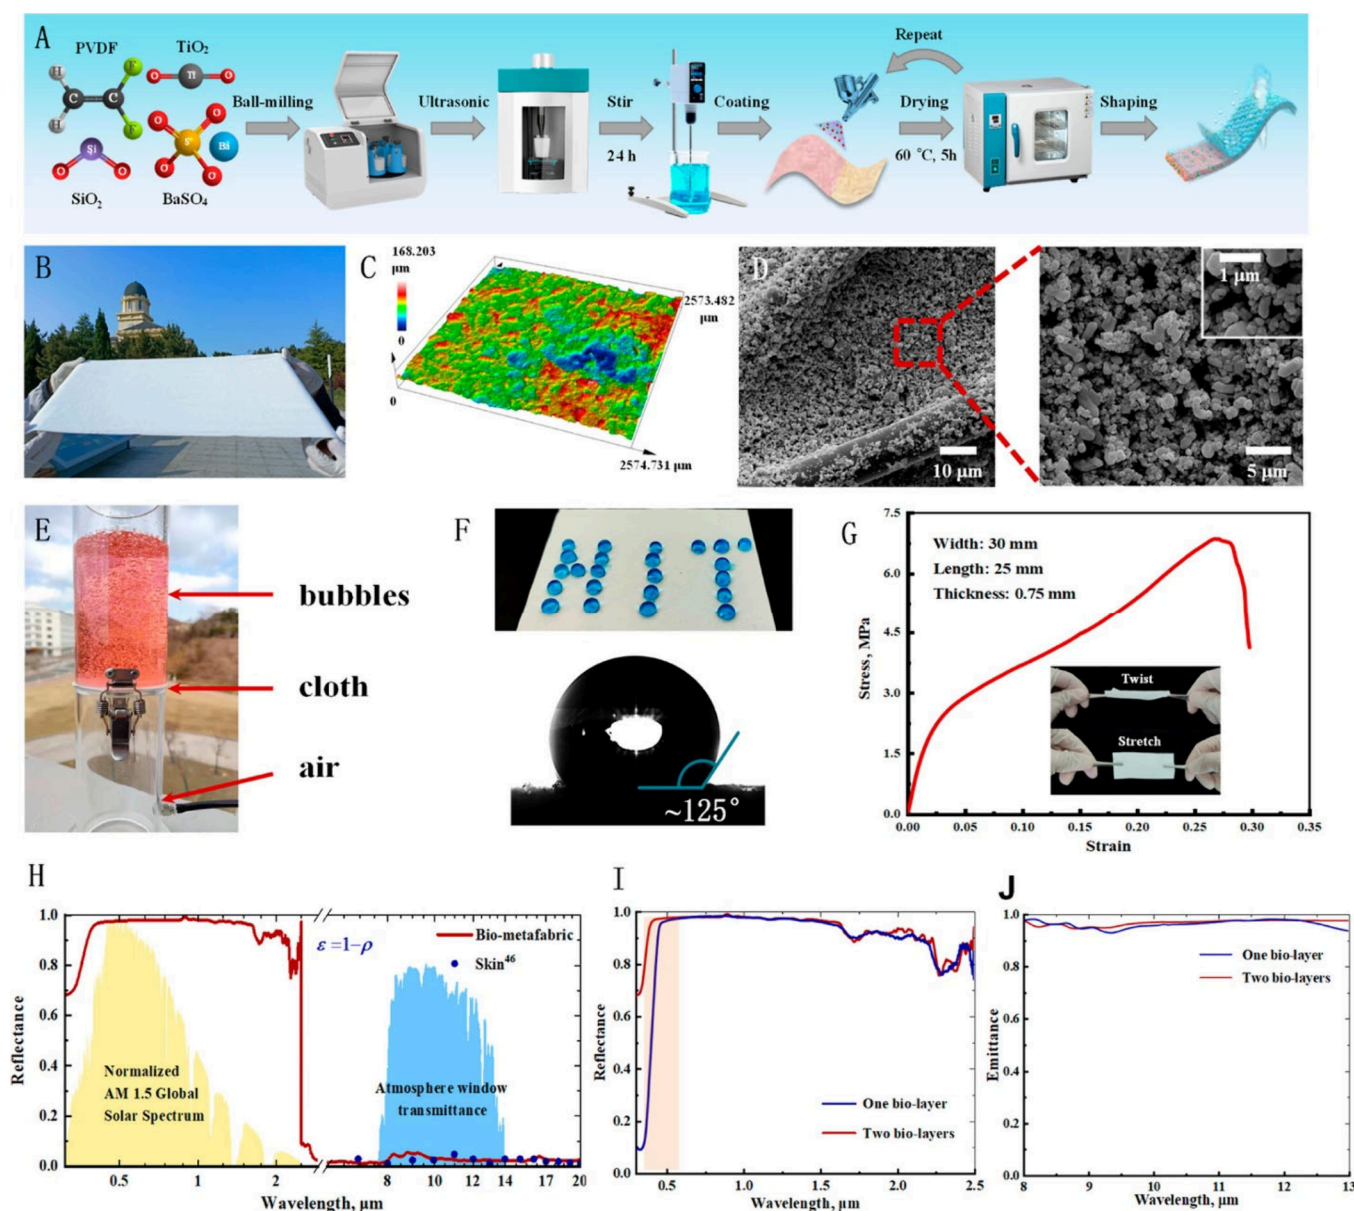 A
PVDF
TiO2
H
H
C
C
F
F
O
Ti
O
Si
O
O
O
O
S
O
O
Bi
SiO2
BaSO4
Ball-milling
Ultrasonic
Stir
24 h
Coating
Repeat
Drying
60 °C, 5h
Shaping
B
C
168.203
μm
0
0
2573.482
μm
2574.731 μm
D
10 μm
1 μm
5 μm
E
bubbles
cloth
air
F
HIT
~125°
G
Width: 30 mm
Length: 25 mm
Thickness: 0.75 mm
Twist
Stretch
Stress, MPa
7.5
6.0
4.5
3.0
1.5
0.0
0.00 0.05 0.10 0.15 0.20 0.25 0.30 0.35
Strain
H
Reflectance
1.0
0.8
0.6
0.4
0.2
0.0
ε =1−ρ
Bio-metafabric
Skin46
Normalized
AM 1.5 Global
Solar Spectrum
Atmosphere window
transmittance
0.5 1 2 8 10 12 14 17 20
Wavelength, μm
I
Reflectance
1.0
0.8
0.6
0.4
0.2
0.0
One bio-layer
Two bio-layers
0.5 1.0 1.5 2.0 2.5
Wavelength, μm
J
Emittance
1.0
0.8
0.6
0.4
0.2
0.0
One bio-layer
Two bio-layers
8 9 10 11 12 13
Wavelength, μm